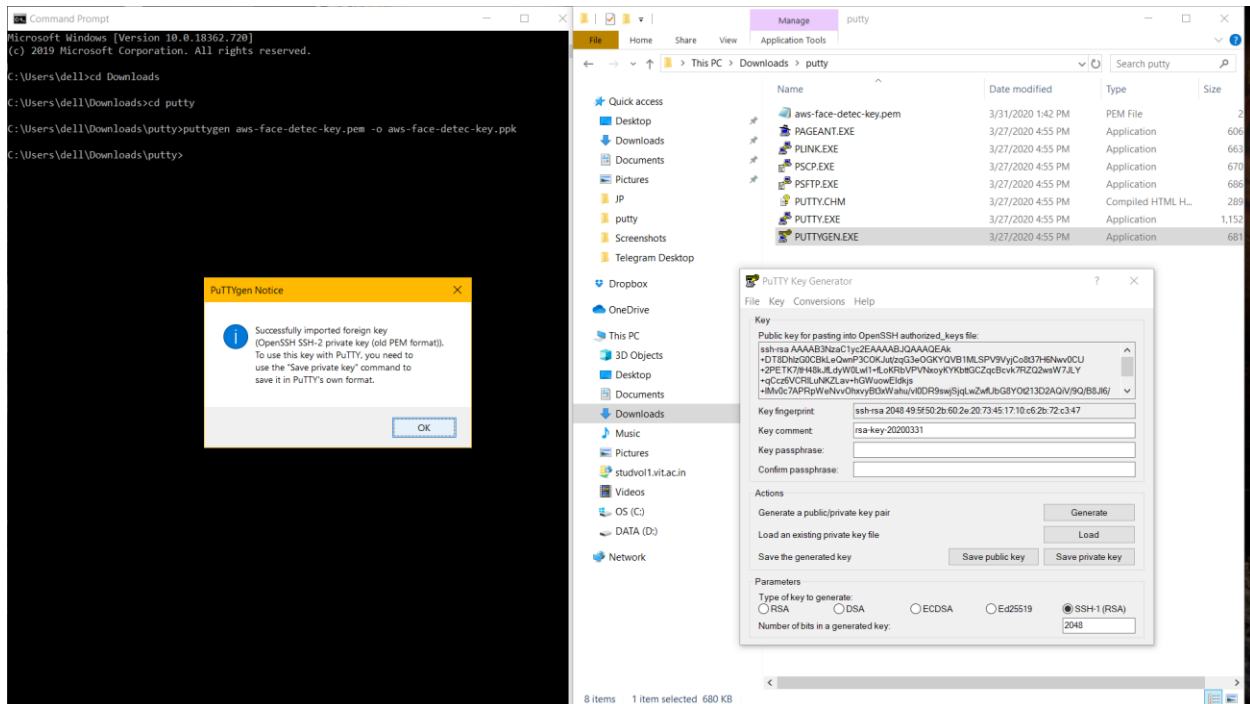 Command Prompt
Microsoft Windows [Version 10.0.18362.720]
(c) 2019 Microsoft Corporation. All rights reserved.
C:\Users\dell>cd Downloads
C:\Users\dell\Downloads>cd putty
C:\Users\dell\Downloads\putty>puttygen aws-face-detec-key.pem -o aws-face-detec-key.ppk
C:\Users\dell\Downloads\putty>
PuTTYgen Notice
Successfully imported foreign key
(OpenSSH SSH-2 private key (old PEM format)).
To use this key with PuTTY, you need to
use the "Save private key" command to
save it in PuTTY's own format.
OK
Manage putty
File Home Share View Application Tools
This PC > Downloads > putty
Search putty
Name Date modified Type Size
aws-face-detec-key.pem 3/31/2020 1:42 PM PEM File 2
PAGEANT.EXE 3/27/2020 4:55 PM Application 606
PLINK.EXE 3/27/2020 4:55 PM Application 663
PSCP.EXE 3/27/2020 4:55 PM Application 670
PSFTP.EXE 3/27/2020 4:55 PM Application 686
PUTTY.CHM 3/27/2020 4:55 PM Compiled HTML H... 289
PUTTY.EXE 3/27/2020 4:55 PM Application 1,152
PUTTYGEN.EXE 3/27/2020 4:55 PM Application 681
Quick access
Desktop
Downloads
Documents
Pictures
JP
putty
Screenshots
Telegram Desktop
Dropbox
OneDrive
This PC
3D Objects
Desktop
Documents
Downloads
Music
Pictures
studvol1.vit.ac.in
Videos
OS (C:)
DATA (D:)
Network
8 items 1 item selected 680 KB
PuTTY Key Generator
File Key Conversions Help
Key
Public key for pasting into OpenSSH authorized_keys file:
ssh-rsa
Key fingerprint: ssh-rsa 2048 49:5f:50:2b:60:2e:20:73:45:17:10:c6:2b:72:c3:47
Key comment: rsa-key-20200331
Key passphrase:
Confirm passphrase:
Actions
Generate a public/private key pair Generate
Load an existing private key file Load
Save the generated key Save public key Save private key
Parameters
Type of key to generate:
RSA DSA ECDSA Ed25519 SSH-1 (RSA)
Number of bits in a generated key: 2048